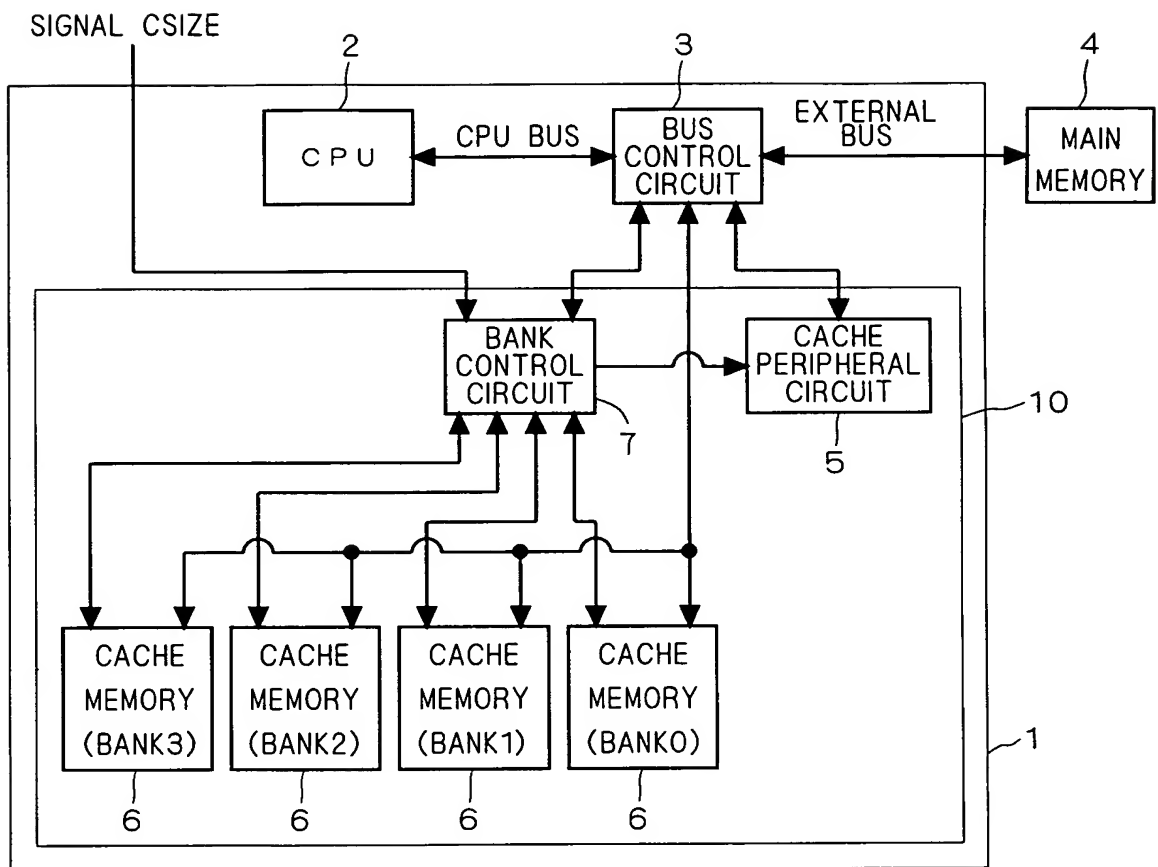 SIGNAL CSIZE
2
3
4
CPU
CPU BUS
BUS
CONTROL
CIRCUIT
EXTERNAL
BUS
MAIN
MEMORY
BANK
CONTROL
CIRCUIT
CACHE
PERIPHERAL
CIRCUIT
10
7
5
CACHE
MEMORY
(BANK3)
CACHE
MEMORY
(BANK2)
CACHE
MEMORY
(BANK1)
CACHE
MEMORY
(BANK0)
1
6
6
6
6